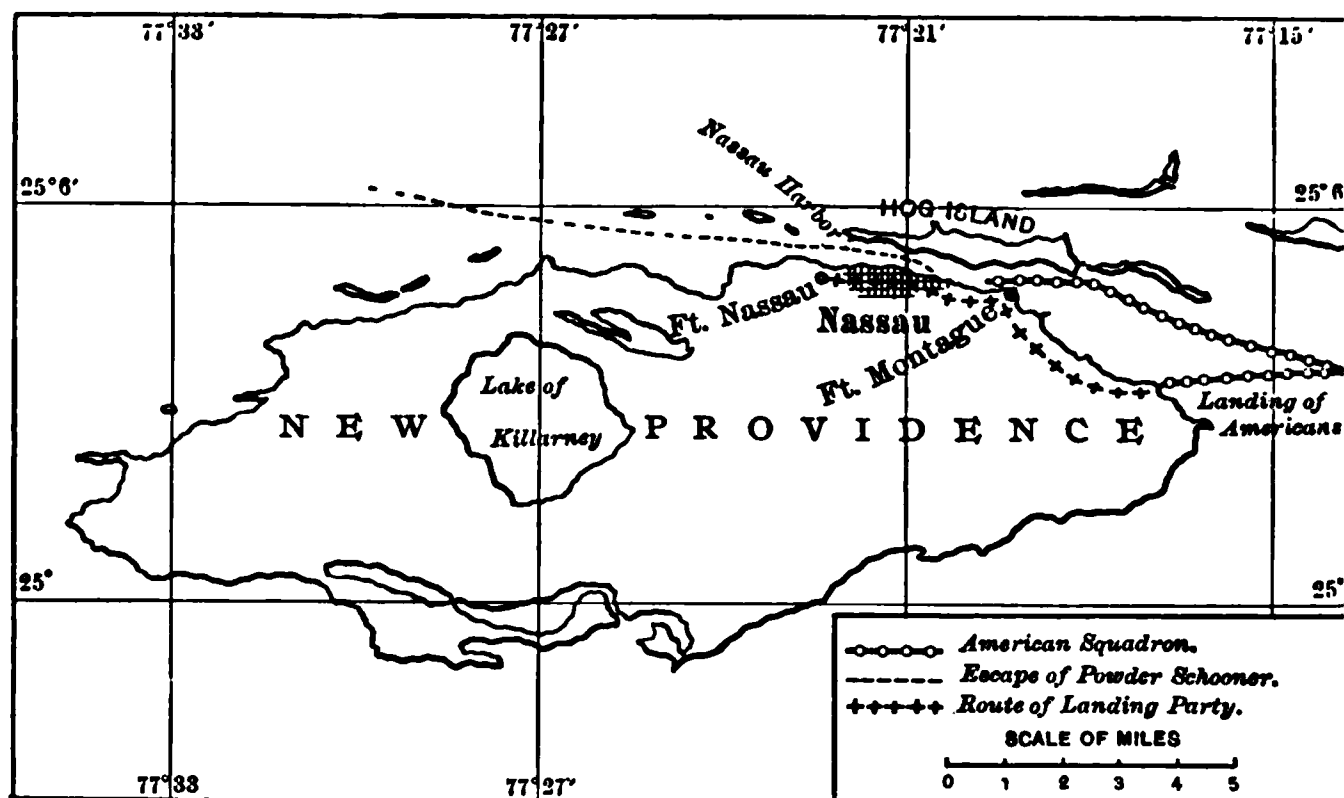 77°33'
77°27'
77°21'
77°15'
25°6'
25°6
Nassau Harbor
HOG ISLAND
Ft. Nassau
Nassau
Ft. Montague
Lake of
Killarney
Landing of
Americans
NEW PROVIDENCE
25°
25°
American Squadron.
Escape of Powder Schooner.
Route of Landing Party.
SCALE OF MILES
0 1 2 3 4 5
77°33
77°27'